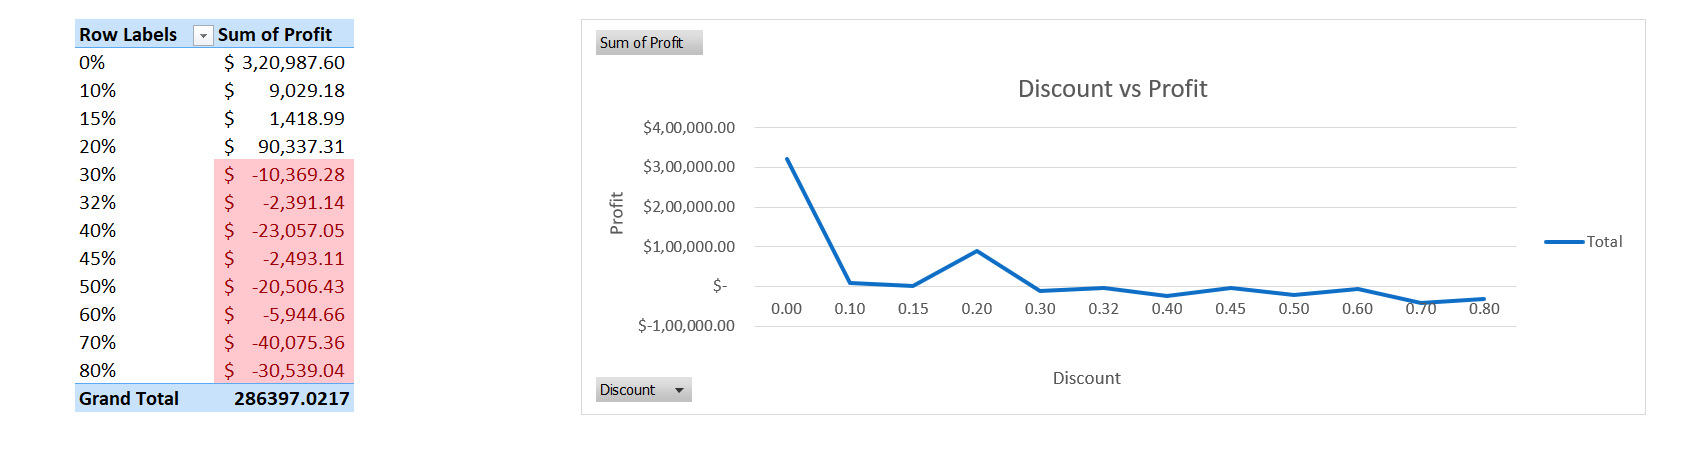 Row Labels Sum of Profit
0% $ 3,20,987.60
10% $ 9,029.18
15% $ 1,418.99
20% $ 90,337.31
30% $ -10,369.28
32% $ -2,391.14
40% $ -23,057.05
45% $ -2,493.11
50% $ -20,506.43
60% $ -5,944.66
70% $ -40,075.36
80% $ -30,539.04
Grand Total 286397.0217
Sum of Profit
Discount vs Profit
Profit
$4,00,000.00
$3,00,000.00
$2,00,000.00
$1,00,000.00
$-
$-1,00,000.00
0.00 0.10 0.15 0.20 0.30 0.32 0.40 0.45 0.50 0.60 0.70 0.80
Total
Discount
Discount